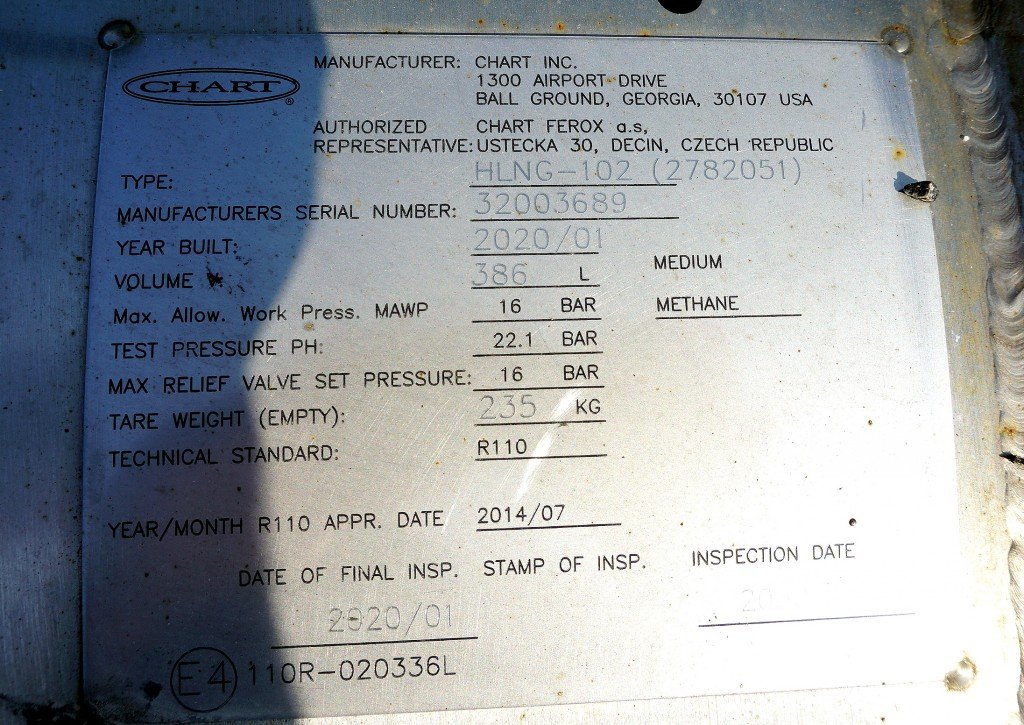 CHART®
MANUFACTURER: CHART INC.
1300 AIRPORT DRIVE
BALL GROUND, GEORGIA, 30107 USA
AUTHORIZED CHART FEROX a.s,
REPRESENTATIVE: USTECKA 30, DECIN, CZECH REPUBLIC
TYPE: HLNG-102 (2782051)
MANUFACTURERS SERIAL NUMBER: 32003689
YEAR BUILT: 2020/01
VOLUME 386 L MEDIUM
Max. Allow. Work Press. MAWP 16 BAR METHANE
TEST PRESSURE PH: 22.1 BAR
MAX RELIEF VALVE SET PRESSURE: 16 BAR
TARE WEIGHT (EMPTY): 235 KG
TECHNICAL STANDARD: R110
YEAR/MONTH R110 APPR. DATE 2014/07
DATE OF FINAL INSP. STAMP OF INSP. INSPECTION DATE
2020/01
E4 110R-020336L